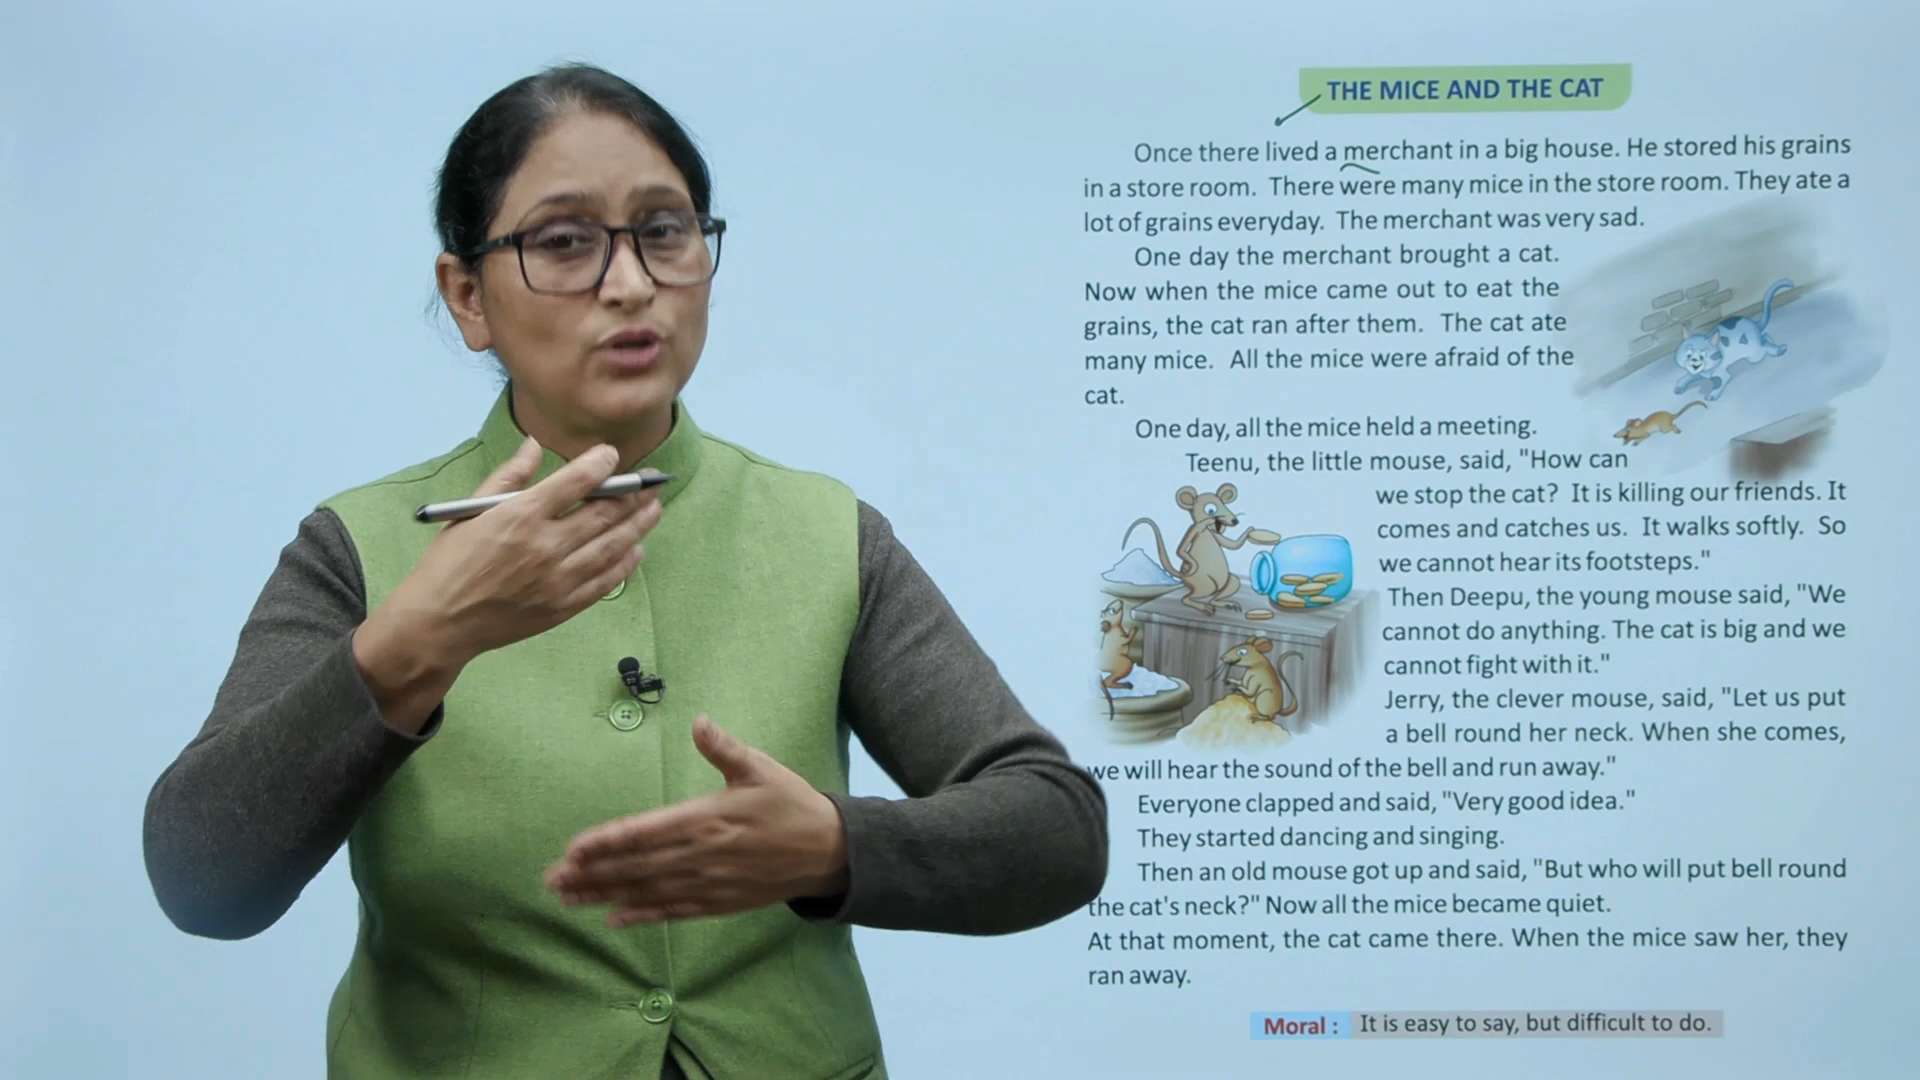 THE MICE AND THE CAT
Once there lived a merchant in a big house. He stored his grains
in a store room. There were many mice in the store room. They ate a
lot of grains everyday. The merchant was very sad.
One day the merchant brought a cat.
Now when the mice came out to eat the
grains, the cat ran after them. The cat ate
many mice. All the mice were afraid of the
cat.
One day, all the mice held a meeting.
Teenu, the little mouse, said, "How can
we stop the cat? It is killing our friends. It
comes and catches us. It walks softly. So
we cannot hear its footsteps."
Then Deepu, the young mouse said, "We
cannot do anything. The cat is big and we
cannot fight with it."
Jerry, the clever mouse, said, "Let us put
a bell round her neck. When she comes,
we will hear the sound of the bell and run away."
Everyone clapped and said, "Very good idea."
They started dancing and singing.
Then an old mouse got up and said, "But who will put bell round
the cat's neck?" Now all the mice became quiet.
At that moment, the cat came there. When the mice saw her, they
ran away.
Moral : It is easy to say, but difficult to do.